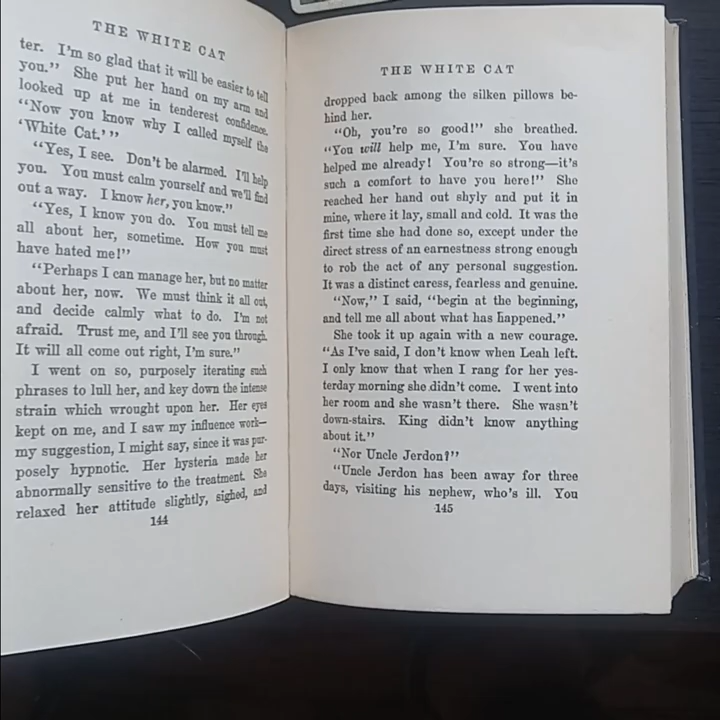 THE WHITE CAT
ter. I'm so glad that it will be easier to tell
you." She put her hand on my arm and
looked up at me in tenderest confidence.
"Now you know why I called myself the
'White Cat.'"
"Yes, I see. Don't be alarmed. I'll help
you. You must calm yourself and we'll find
out a way. I know her, you know."
"Yes, I know you do. You must tell me
all about her, sometime. How you must
have hated me!"
"Perhaps I can manage her, but no matter
about her, now. We must think it all out,
and decide calmly what to do. I'm not
afraid. Trust me, and I'll see you through.
It will all come out right, I'm sure."
I went on so, purposely iterating such
phrases to lull her, and key down the intense
strain which wrought upon her. Her eyes
kept on me, and I saw my influence work—
my suggestion, I might say, since it was pur-
posely hypnotic. Her hysteria made her
abnormally sensitive to the treatment. She
relaxed her attitude slightly, sighed, and
144
THE WHITE CAT
dropped back among the silken pillows be-
hind her.
"Oh, you're so good!" she breathed.
"You will help me, I'm sure. You have
helped me already! You're so strong—it's
such a comfort to have you here!" She
reached her hand out shyly and put it in
mine, where it lay, small and cold. It was the
first time she had done so, except under the
direct stress of an earnestness strong enough
to rob the act of any personal suggestion.
It was a distinct caress, fearless and genuine.
"Now," I said, "begin at the beginning,
and tell me all about what has happened."
She took it up again with a new courage.
"As I've said, I don't know when Leah left.
I only know that when I rang for her yes-
terday morning she didn't come. I went into
her room and she wasn't there. She wasn't
down-stairs. King didn't know anything
about it."
"Nor Uncle Jerdon?"
"Uncle Jerdon has been away for three
days, visiting his nephew, who's ill. You
145